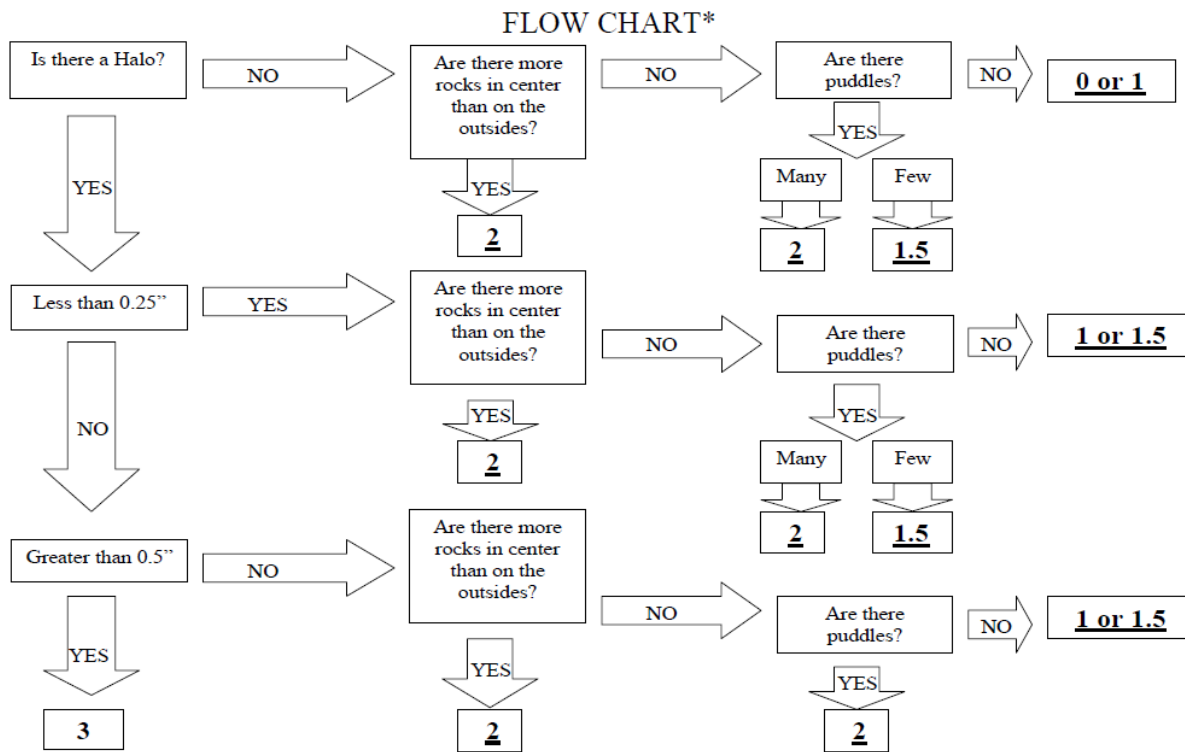 FLOW CHART*
Is there a Halo?
NO
Are there more
rocks in center
than on the
outsides?
NO
Are there
puddles?
NO
0 or 1
YES
YES
YES
Many
Few
2
2
1.5
Less than 0.25”
YES
Are there more
rocks in center
than on the
outsides?
NO
Are there
puddles?
NO
1 or 1.5
NO
YES
YES
2
Many
Few
2
1.5
Greater than 0.5”
NO
Are there more
rocks in center
than on the
outsides?
NO
Are there
puddles?
NO
1 or 1.5
YES
YES
YES
3
2
2